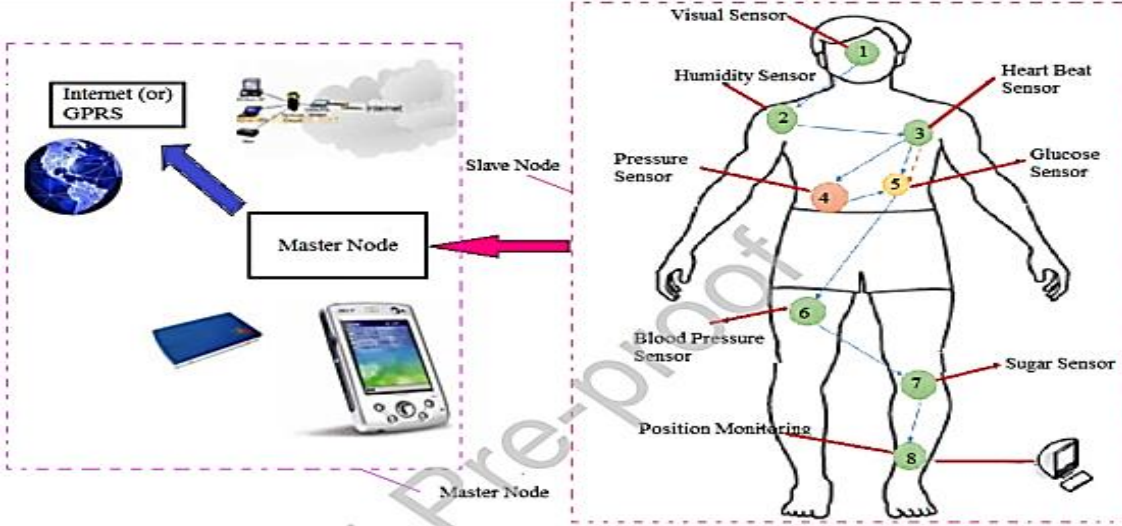 Visual Sensor
1
Humidity Sensor
2
Heart Beat
Sensor
3
Internet (or)
GPRS
Internet
Slave Node
Pressure
Sensor
4
5
Glucose
Sensor
Master Node
6
Blood Pressure
Sensor
7
Sugar Sensor
Position Monitoring
8
Master Node
Pre-proof